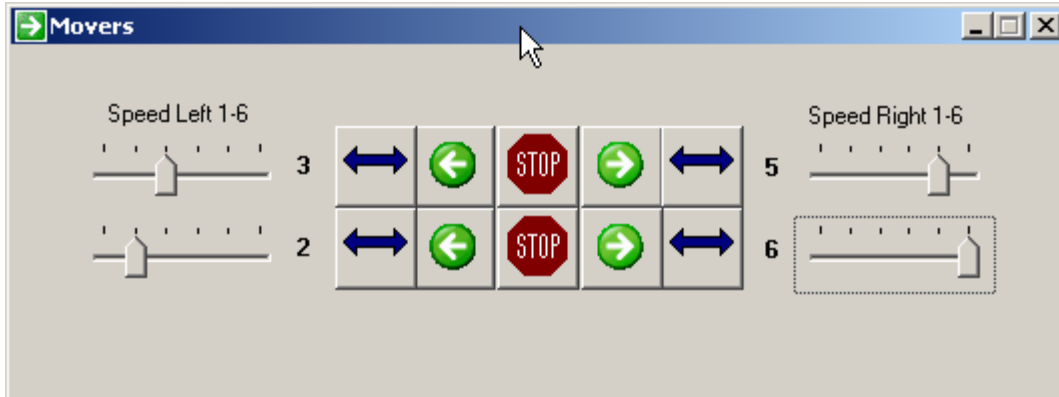 Movers
Speed Left 1-6
Speed Right 1-6
3 STOP 5
2 STOP 6